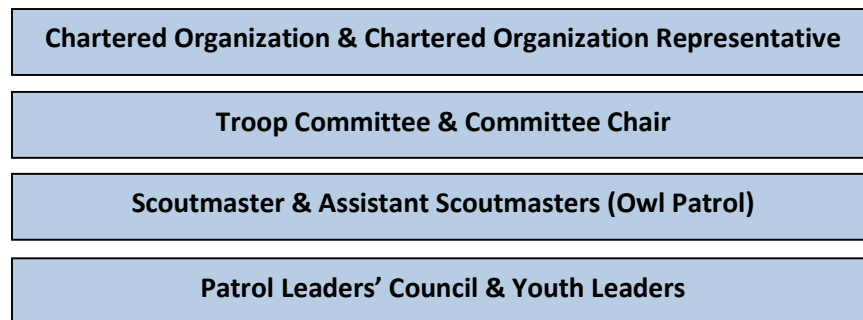 Chartered Organization & Chartered Organization Representative
Troop Committee & Committee Chair
Scoutmaster & Assistant Scoutmasters (Owl Patrol)
Patrol Leaders’ Council & Youth Leaders